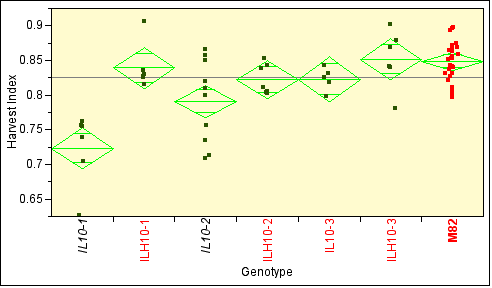 0.9
0.85
0.8
0.75
0.7
0.65
Harvest Index
IL10-1
ILH10-1
IL10-2
ILH10-2
IL10-3
ILH10-3
M82
Genotype